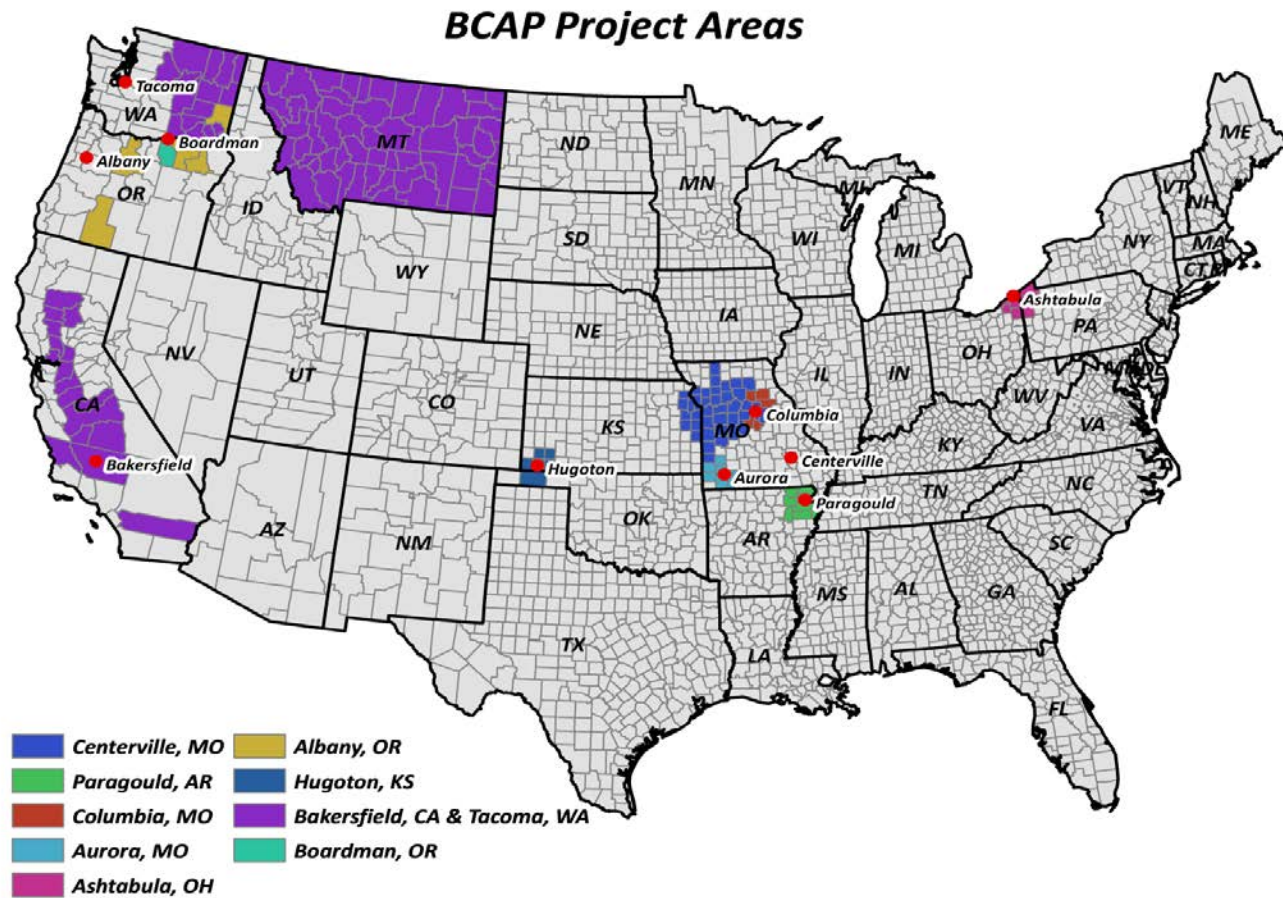 BCAP Project Areas
Tacoma
WA
Boardman
Albany
OR
ID
MT
ND
MN
ME
SD
WY
WI
MI
MI
VT
NH
NY
MA
CT
RI
Ashtabula
PA
NJ
NE
IA
NV
UT
CO
IL
IN
OH
WV
VA
CA
KS
MO
Columbia
KY
Bakersfield
Hugoton
Aurora
Centerville
Paragould
TN
NC
AZ
NM
OK
AR
SC
MS
AL
GA
TX
LA
FL
Centerville, MO
Albany, OR
Paragould, AR
Hugoton, KS
Columbia, MO
Bakersfield, CA & Tacoma, WA
Aurora, MO
Boardman, OR
Ashtabula, OH